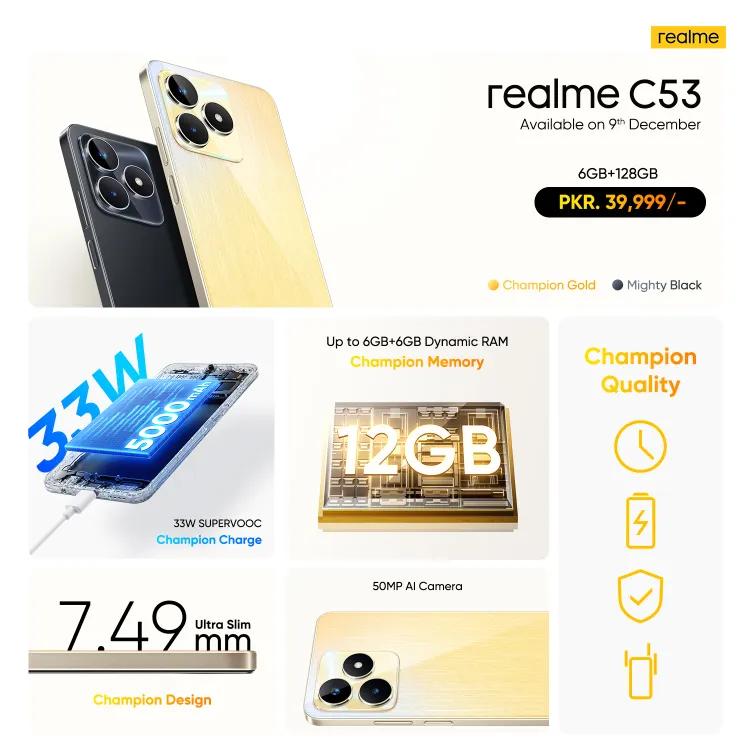 realme
realme C53
Available on 9th December
6GB+128GB
PKR. 39,999/-
Champion Gold
Mighty Black
33W
5000mAh
33W SUPERVOOC
Champion Charge
Up to 6GB+6GB Dynamic RAM
Champion Memory
12GB
Champion
Quality
7.49 mm
Ultra Slim
Champion Design
50MP AI Camera